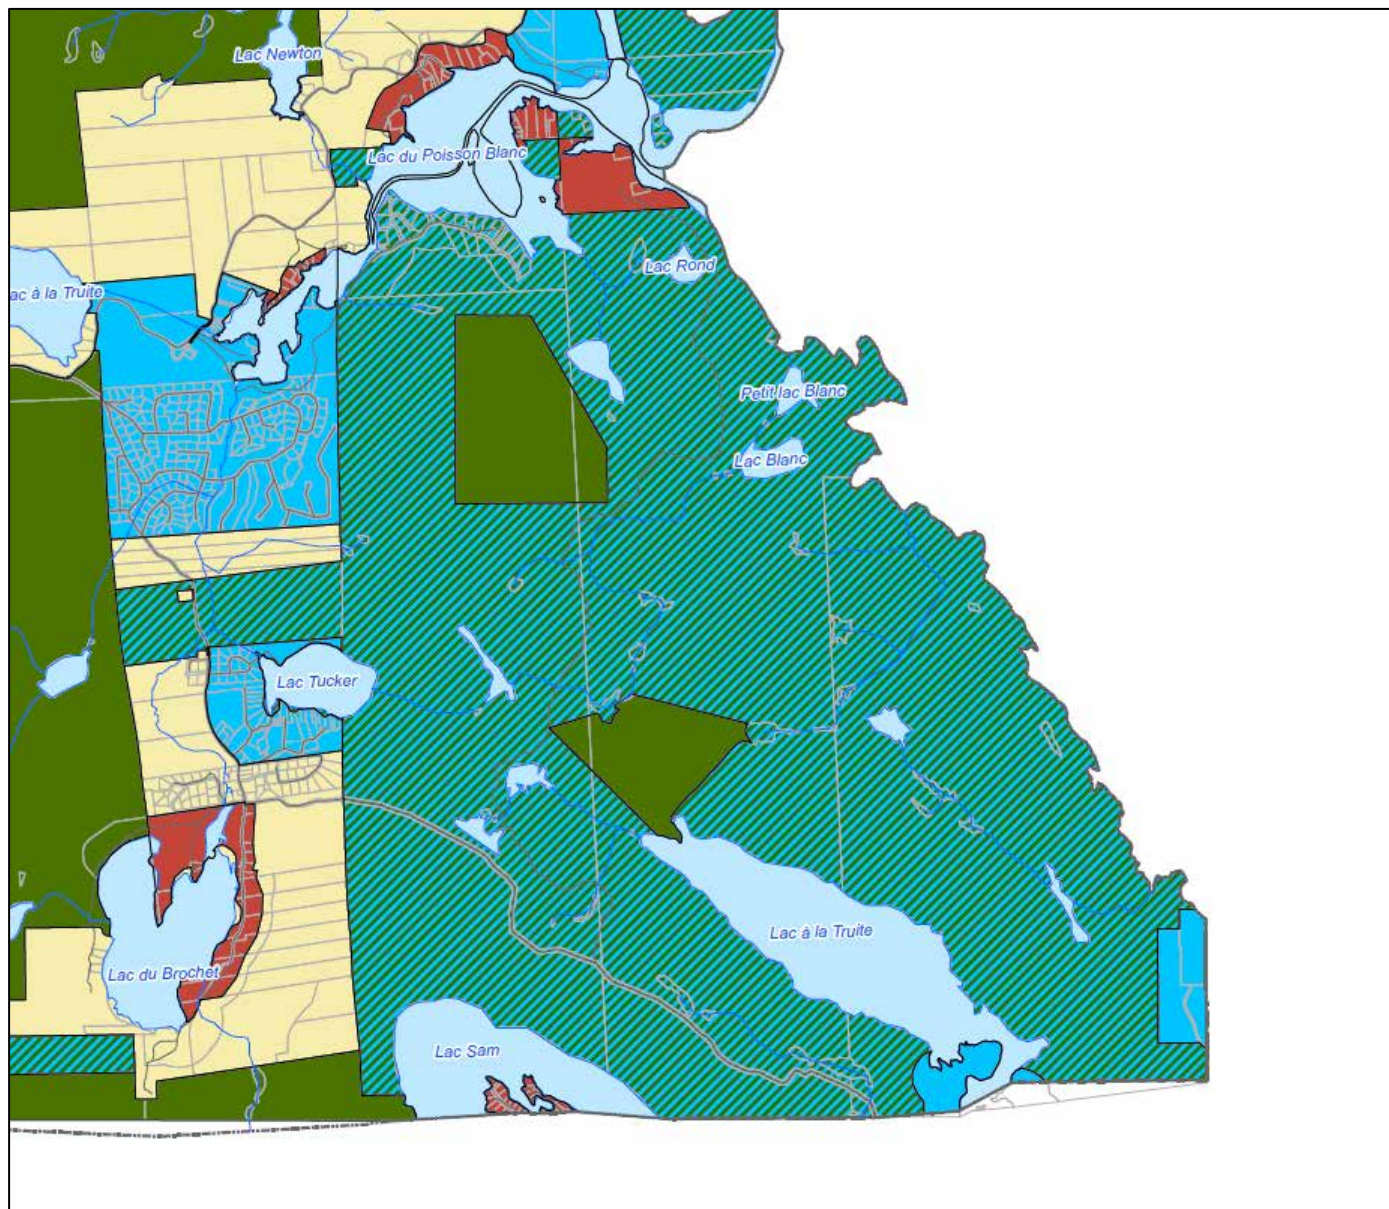 Lac Newton
Lac du Poisson Blanc
Lac Rond
ac à la Truite
Petit lac Blanc
Lac Blanc
Lac Tucker
Lac à la Truite
Lac du Brochet
Lac Sam